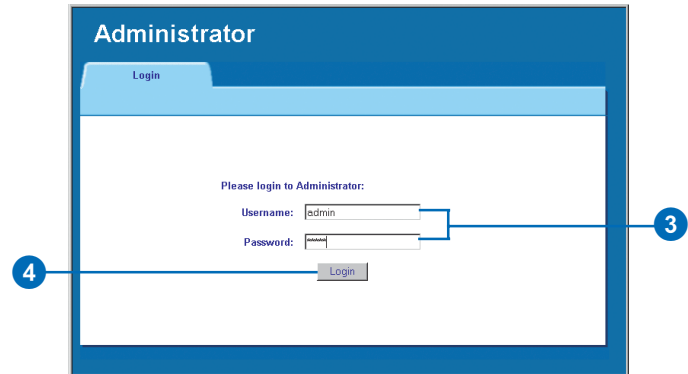 Administrator
Login
Please login to Administrator:
Username: admin
Password: *****
3
4
Login